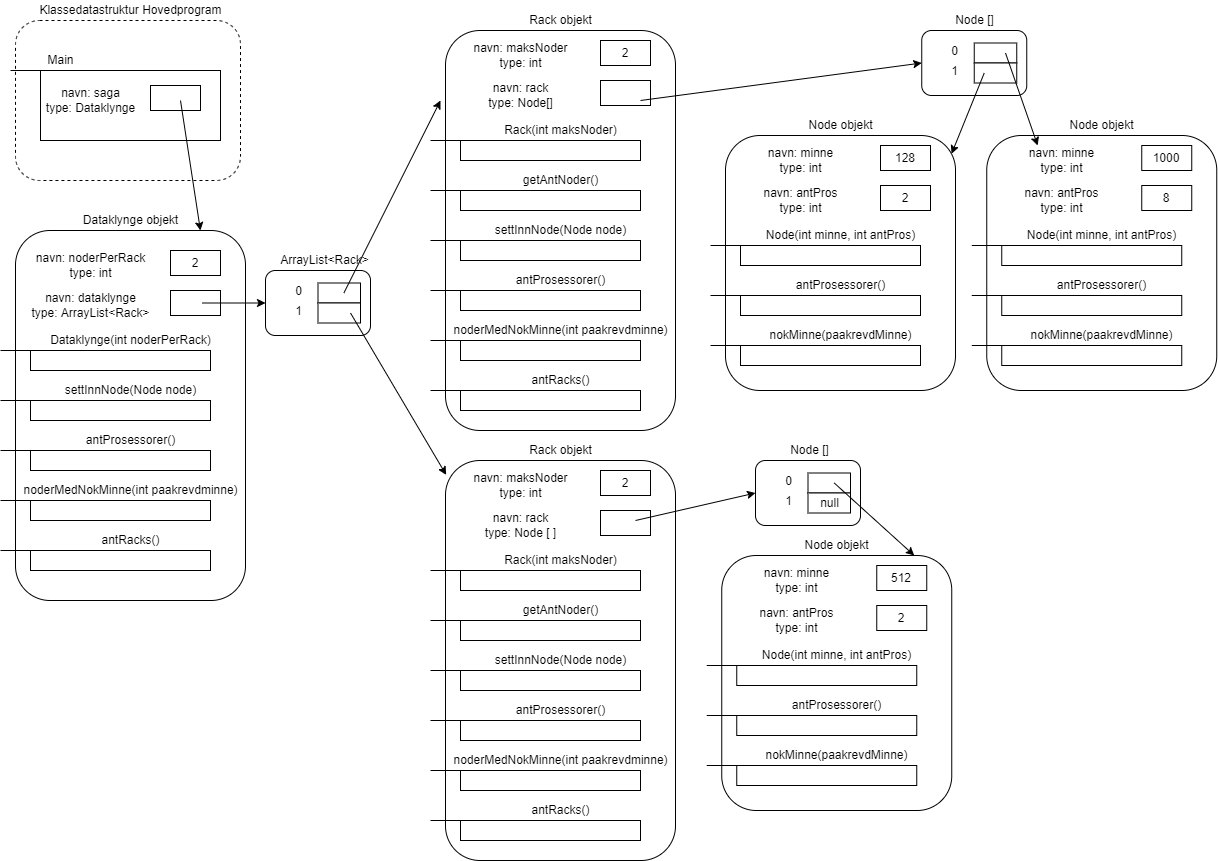 Klassedatastruktur Hovedprogram
Main
navn: saga
type: Dataklynge
Dataklynge objekt
navn: noderPerRack
type: int
2
navn: dataklynge
type: ArrayList<Rack>
Dataklynge(int noderPerRack)
settInnNode(Node node)
antProsessorer()
noderMedNokMinne(int paakrevdminne)
antRacks()
ArrayList<Rack>
0
1
Rack objekt
navn: maksNoder
type: int
2
navn: rack
type: Node[]
Rack(int maksNoder)
getAntNoder()
settInnNode(Node node)
antProsessorer()
noderMedNokMinne(int paakrevdminne)
antRacks()
Node []
0
1
Node objekt
navn: minne
type: int
128
navn: antPros
type: int
2
Node(int minne, int antPros)
antProsessorer()
nokMinne(paakrevdMinne)
Node objekt
navn: minne
type: int
1000
navn: antPros
type: int
8
Node(int minne, int antPros)
antProsessorer()
nokMinne(paakrevdMinne)
Rack objekt
navn: maksNoder
type: int
2
navn: rack
type: Node [ ]
Rack(int maksNoder)
getAntNoder()
settInnNode(Node node)
antProsessorer()
noderMedNokMinne(int paakrevdminne)
antRacks()
Node []
0
1
null
Node objekt
navn: minne
type: int
512
navn: antPros
type: int
2
Node(int minne, int antPros)
antProsessorer()
nokMinne(paakrevdMinne)